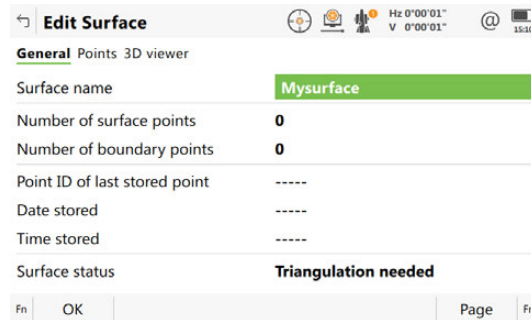 Edit Surface
Hz 0°00'01"
V 0°00'01"
@
15:10
General Points 3D viewer
Surface name Mysurface
Number of surface points 0
Number of boundary points 0
Point ID of last stored point -----
Date stored -----
Time stored -----
Surface status Triangulation needed
Fn OK Page